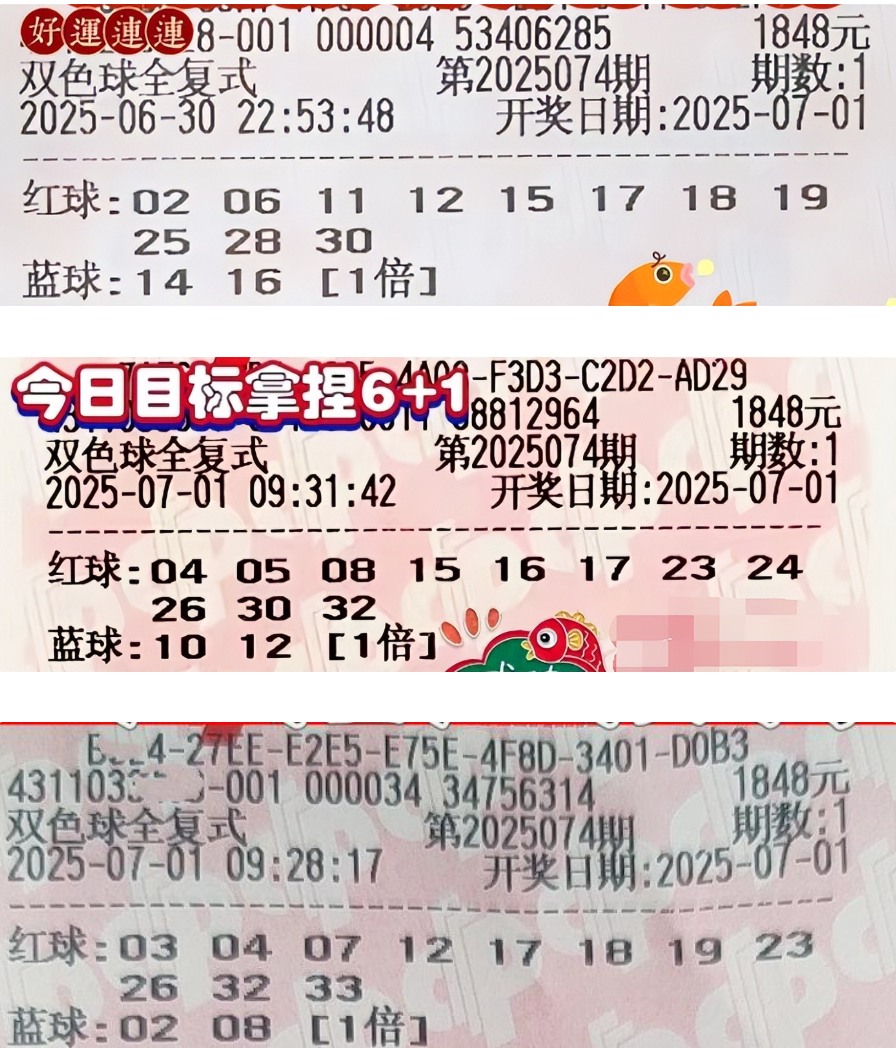 好運連連
8-001 000004 53406285 1848元
双色球全复式 第2025074期 期数:1
2025-06-30 22:53:48 开奖日期:2025-07-01
红球:02 06 11 12 15 17 18 19
25 28 30
蓝球:14 16 [1倍]
-F3D3-C2D2-AD29
今日目标拿捏6+1
8812964 1848元
双色球全复式 第2025074期 期数:1
2025-07-01 09:31:42 开奖日期:2025-07-01
红球:04 05 08 15 16 17 23 24
26 30 32
蓝球:10 12 [1倍]
4-27EE-E2E5-E75E-4F8D-3401-D0B3
431103 -001 000034 34756314 1848元
双色球全复式 第2025074期 期数:1
2025-07-01 09:28:17 开奖日期:2025-07-01
红球:03 04 07 12 17 18 19 23
26 32 33
蓝球:02 08 [1倍]